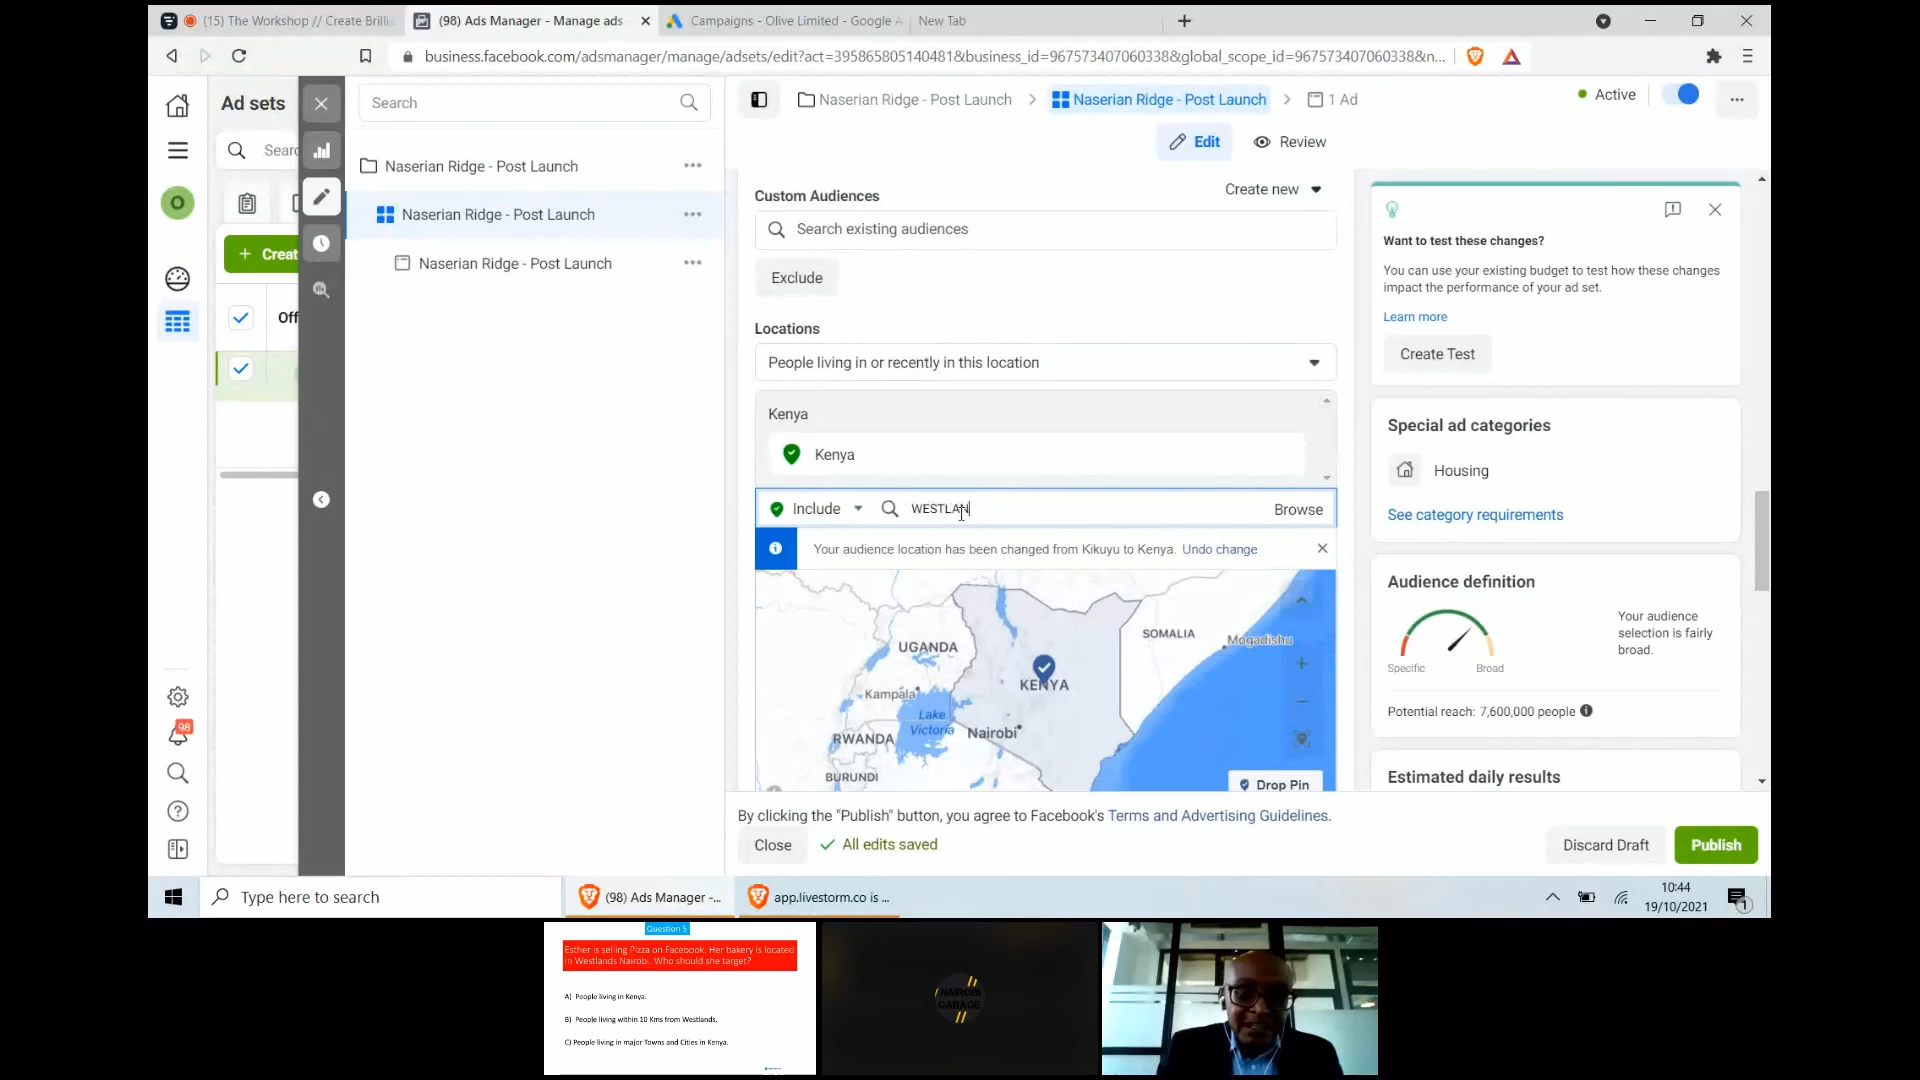 (15) The Workshop // Create Brilli
(98) Ads Manager - Manage ads
Campaigns - Olive Limited - Google A
New Tab
business.facebook.com/adsmanager/manage/adsets/edit?act=395865805140481&business_id=967573407060338&global_scope_id=967573407060338&n...
Ad sets
Search
Naserian Ridge - Post Launch
Naserian Ridge - Post Launch
1 Ad
Active
Edit
Review
Searc
O
+ Creat
Off
98
Naserian Ridge - Post Launch
Naserian Ridge - Post Launch
Naserian Ridge - Post Launch
Custom Audiences
Create new
Search existing audiences
Exclude
Locations
People living in or recently in this location
Kenya
Kenya
Include
WESTLAN
Browse
Your audience location has been changed from Kikuyu to Kenya. Undo change
UGANDA
SOMALIA
Mogadishu
Kampala
KENYA
Lake
Victoria
Nairobi
RWANDA
BURUNDI
Drop Pin
Want to test these changes?
You can use your existing budget to test how these changes
impact the performance of your ad set.
Learn more
Create Test
Special ad categories
Housing
See category requirements
Audience definition
Your audience
selection is fairly
broad.
Specific
Broad
Potential reach: 7,600,000 people
Estimated daily results
By clicking the "Publish" button, you agree to Facebook's Terms and Advertising Guidelines.
Close
All edits saved
Discard Draft
Publish
Type here to search
(98) Ads Manager -...
app.livestorm.co is ...
10:44
19/10/2021
1
Question 5
Esther is selling Pizza on Facebook. Her bakery is located
in Westlands Nairobi. Who should she target?
A) People living in Kenya.
B) People living within 10 Kms from Westlands.
C) People living in major Towns and Cities in Kenya.
NAIROBI
GARAGE